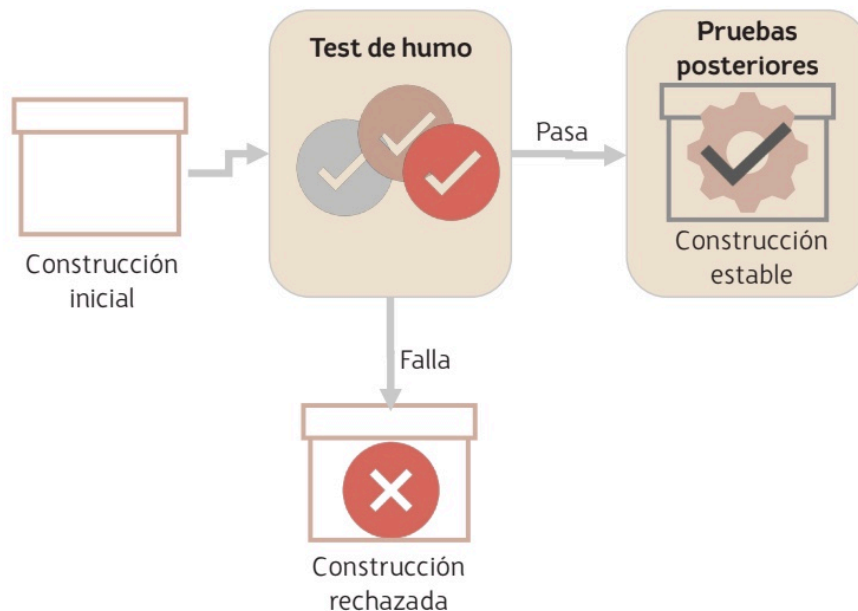 Test de humo
Pruebas
posteriores
Pasa
Construcción
inicial
Construcción
estable
Falla
Construcción
rechazada